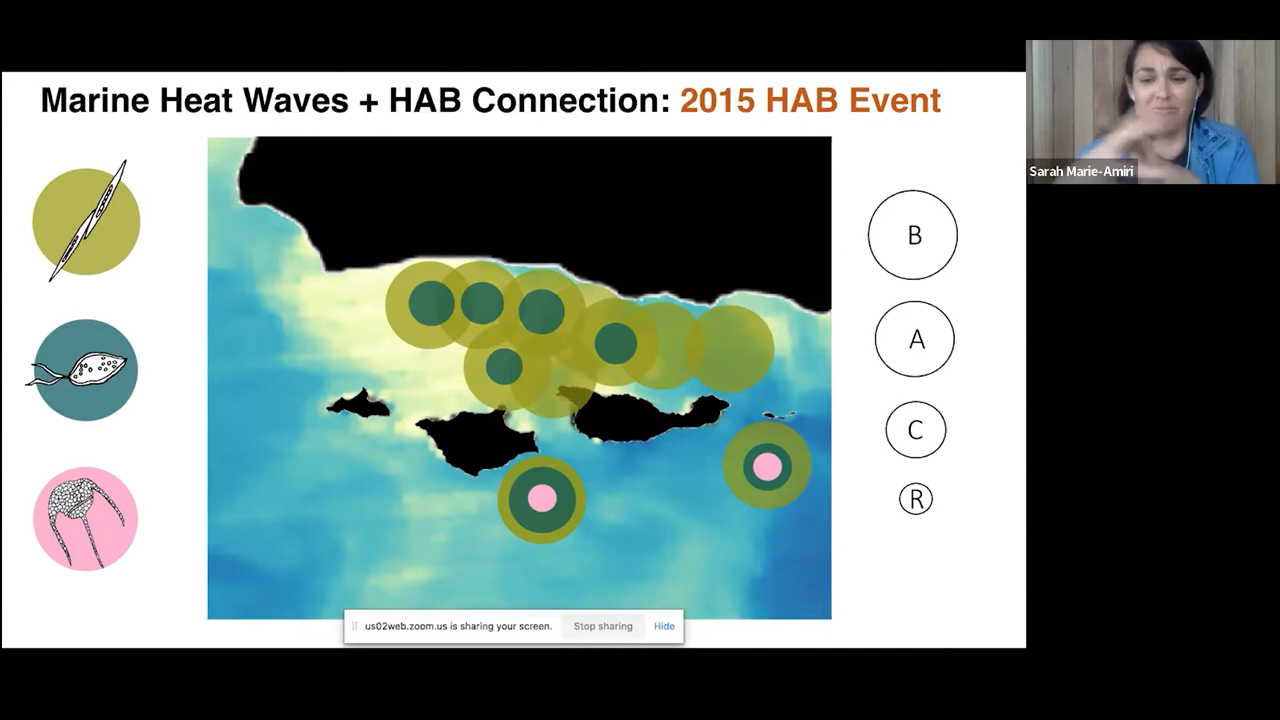 Marine Heat Waves + HAB Connection: 2015 HAB Event
Sarah Marie-Amiri
B
A
C
R
us02web.zoom.us is sharing your screen.
Stop sharing
Hide